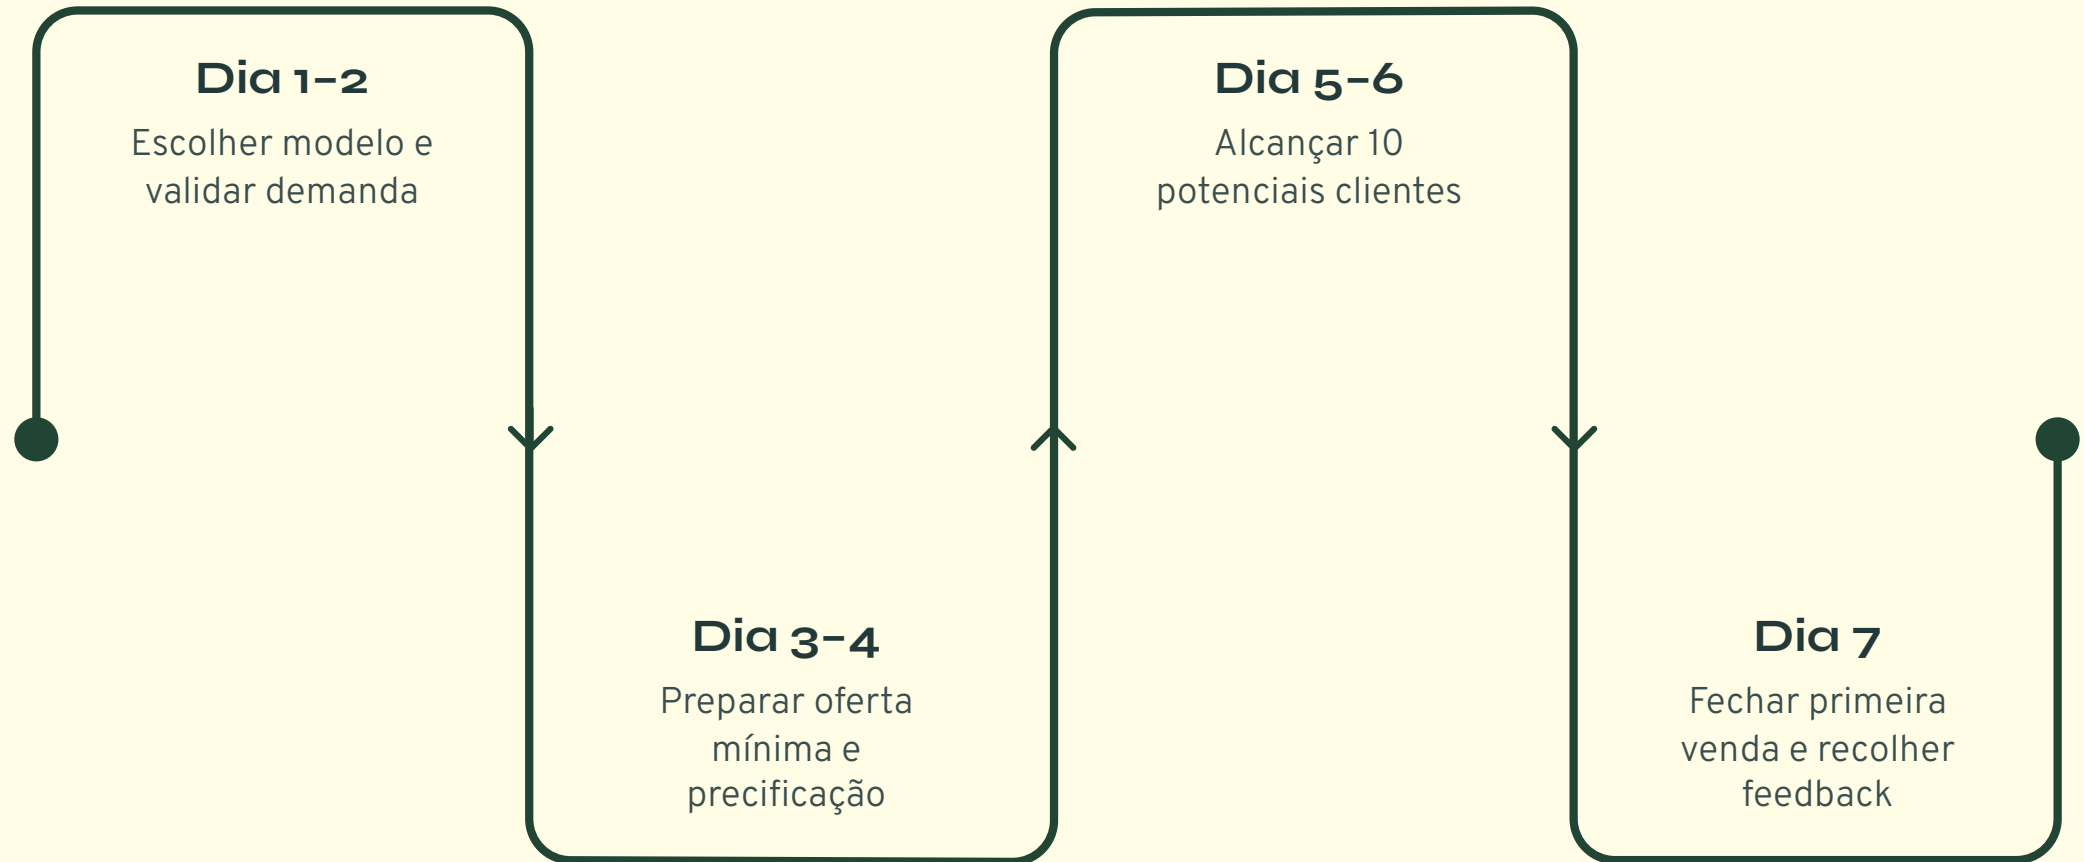 Dia 1–2
Escolher modelo e
validar demanda
Dia 3–4
Preparar oferta
mínima e
precificação
Dia 5–6
Alcançar 10
potenciais clientes
Dia 7
Fechar primeira
venda e recolher
feedback